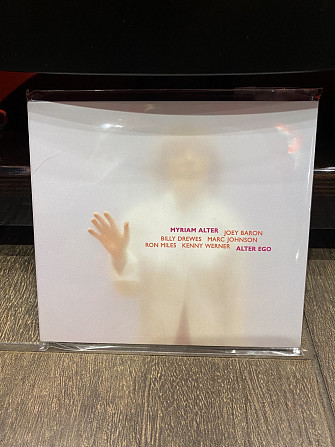 MYRIAM ALTER JOEY BARON
BILLY DREWES MARC JOHNSON
RON MILES KENNY WERNER ALTER EGO